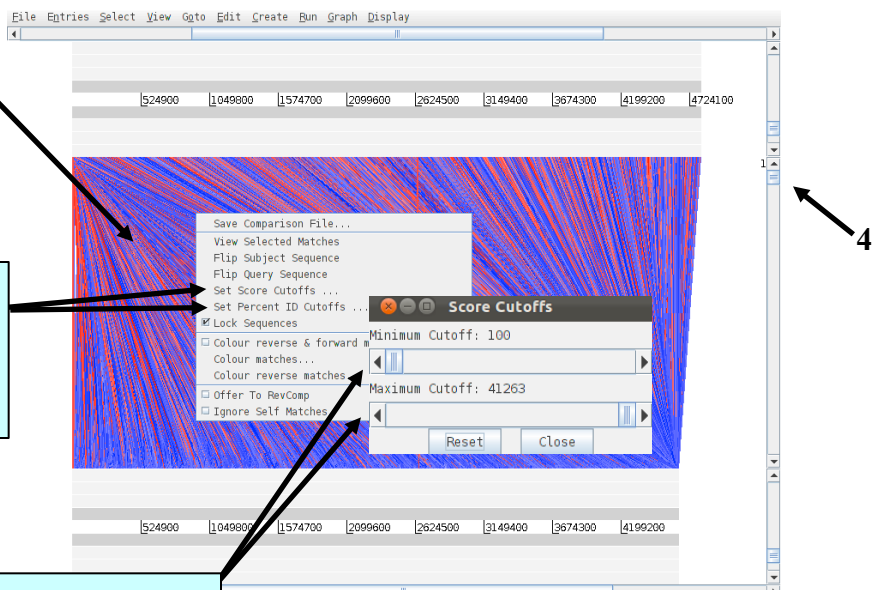 File Entries Select View Goto Edit Create Run Graph Display
524900 1049800 1574700 2099600 2624500 3149400 3674300 4199200 4724100
1
4
Save Comparison File...
View Selected Matches
Flip Subject Sequence
Flip Query Sequence
Set Score Cutoffs ...
Set Percent ID Cutoffs ...
Lock Sequences
Colour reverse & forward m
Colour matches...
Colour reverse matches
Offer To RevComp
Ignore Self Matches
Score Cutoffs
Minimum Cutoff: 100
Maximum Cutoff: 41263
Reset Close
524900 1049800 1574700 2099600 2624500 3149400 3674300 4199200